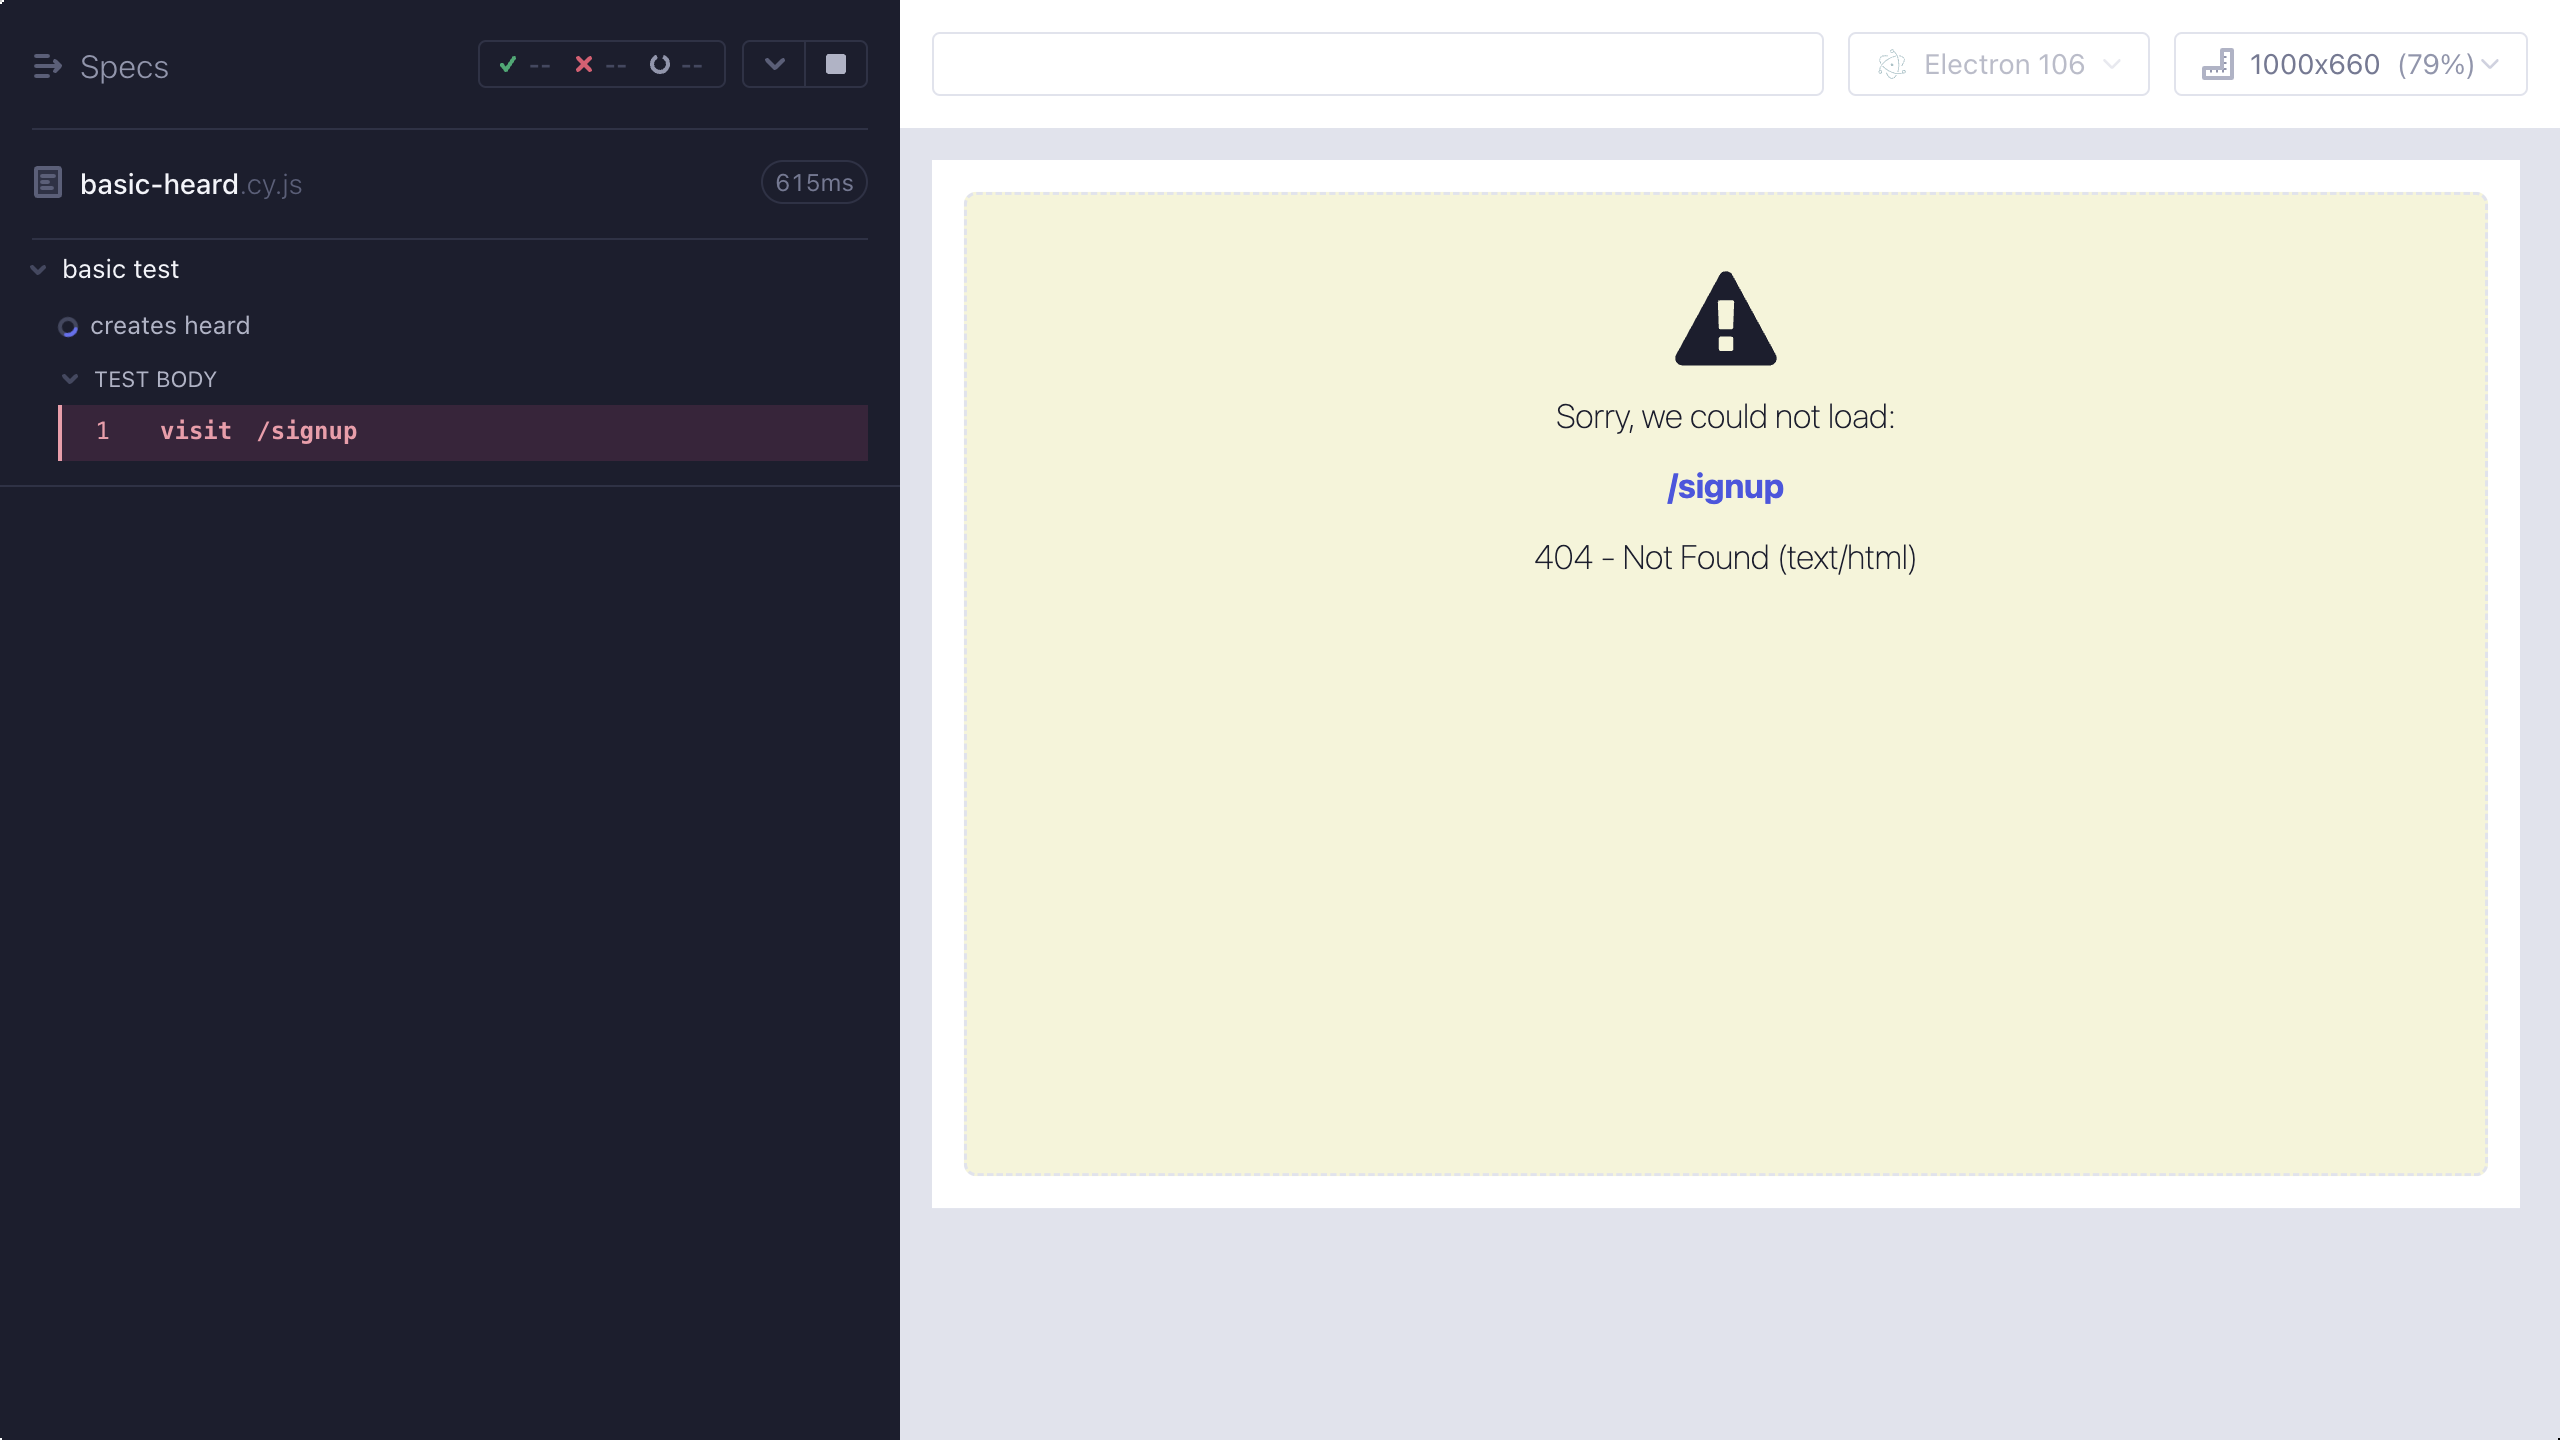 Specs
-- -- --
basic-heard.cy.js
615ms
basic test
creates heard
TEST BODY
1 visit /signup
Electron 106
1000x660 (79%)
Sorry, we could not load:
/signup
404 - Not Found (text/html)